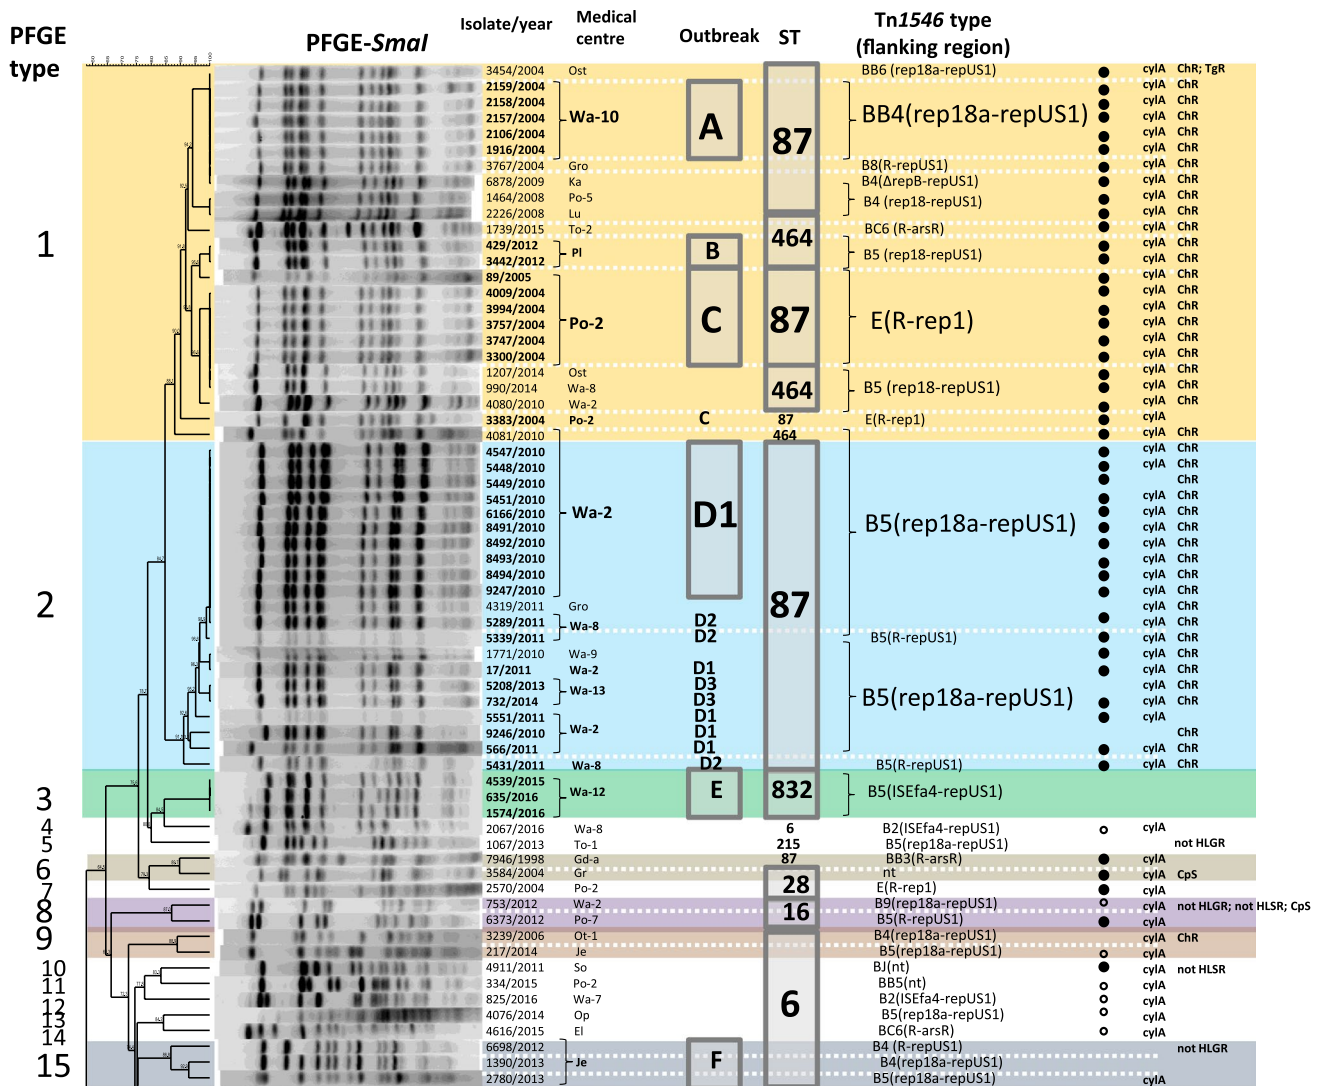 PFGE type
PFGE-SmaI
Isolate/year
Medical centre
Outbreak
ST
Tn1546 type (flanking region)
1
3454/2004 Ost BB6 (rep18a-repUS1) cylA ChR; TgR
2159/2004 cylA ChR
2158/2004 cylA ChR
2157/2004 Wa-10 A 87 BB4(rep18a-repUS1) cylA ChR
2106/2004 cylA ChR
1916/2004 cylA ChR
3767/2004 Gro B8(R-repUS1) cylA ChR
6878/2009 Ka B4(ΔrepB-repUS1) cylA ChR
1464/2008 Po-5 B4 (rep18-repUS1) cylA ChR
2226/2008 Lu cylA ChR
1739/2015 To-2 464 BC6 (R-arsR) cylA ChR
429/2012 Pl B B5 (rep18-repUS1) cylA ChR
3442/2012 cylA ChR
89/2005 cylA ChR
4009/2004 cylA ChR
3994/2004 cylA ChR
3757/2004 Po-2 C 87 E(R-rep1) cylA ChR
3747/2004 cylA ChR
3300/2004 cylA ChR
1207/2014 Ost cylA ChR
990/2014 Wa-8 464 B5 (rep18-repUS1) cylA ChR
4080/2010 Wa-2 cylA ChR
3383/2004 Po-2 C 87 E(R-rep1) cylA
4081/2010 464 cylA ChR
2
4547/2010 cylA ChR
5448/2010 cylA ChR
5449/2010 ChR
5451/2010 cylA ChR
6166/2010 Wa-2 D1 cylA ChR
8491/2010 B5(rep18a-repUS1) cylA ChR
8492/2010 cylA ChR
8493/2010 cylA ChR
8494/2010 cylA ChR
9247/2010 cylA ChR
4319/2011 Gro 87 cylA ChR
5289/2011 Wa-8 D2 cylA ChR
5339/2011 D2 B5(R-repUS1) cylA ChR
1771/2010 Wa-9 cylA ChR
17/2011 Wa-2 D1 cylA ChR
5208/2013 Wa-13 D3 cylA ChR
732/2014 D3 B5(rep18a-repUS1) cylA ChR
5551/2011 Wa-2 D1 cylA
9246/2010 D1 ChR
566/2011 D1 cylA ChR
5431/2011 Wa-8 D2 B5(R-repUS1) cylA ChR
3
4539/2015
635/2016 Wa-12 E 832 B5(ISEfa4-repUS1)
1574/2016
4 2067/2016 Wa-8 6 B2(ISEfa4-repUS1) cylA
5 1067/2013 To-1 215 B5(rep18a-repUS1) not HLGR
6 7946/1998 Gd-a 87 BB3(R-arsR) cylA
3584/2004 Gr 28 nt cylA CpS
7 2570/2004 Po-2 E(R-rep1) cylA
8 753/2012 Wa-2 16 B9(rep18a-repUS1) cylA not HLGR; not HLSR; CpS
6373/2012 Po-7 B5(R-repUS1) cylA
9 3239/2006 Ot-1 B4(rep18a-repUS1) cylA ChR
217/2014 Je B5(rep18a-repUS1) cylA
10 4911/2011 So BJ(nt) cylA not HLSR
11 334/2015 Po-2 BB5(nt) cylA
12 825/2016 Wa-7 6 B2(ISEfa4-repUS1) cylA
13 4076/2014 Op B5(rep18a-repUS1) cylA
14 4616/2015 El BC6(R-arsR) cylA
15 6698/2012 B4 (R-repUS1) not HLGR
1390/2013 Je F B4(rep18a-repUS1)
2780/2013 B5(rep18a-repUS1) cylA